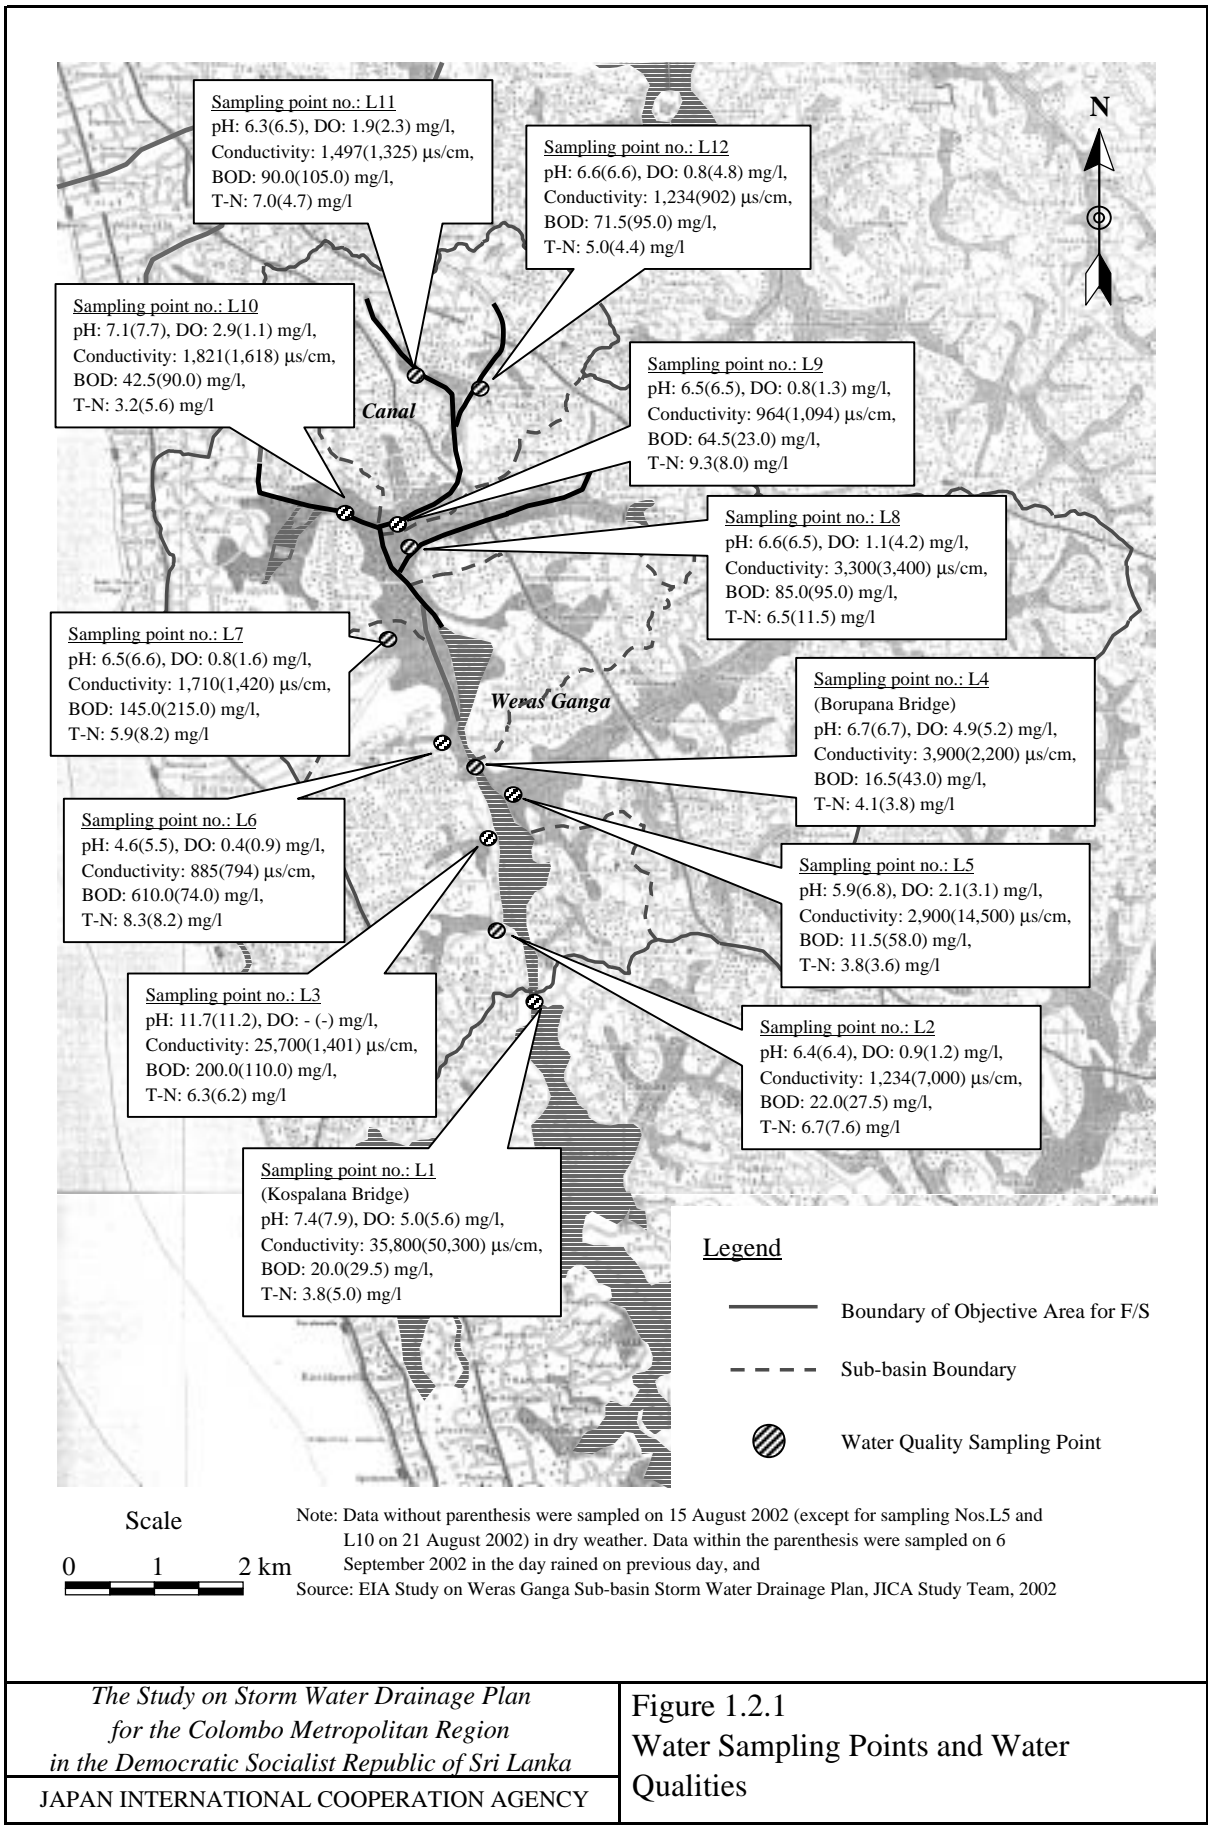 Sampling point no.: L11
pH: 6.3(6.5), DO: 1.9(2.3) mg/l,
Conductivity: 1,497(1,325) μs/cm,
BOD: 90.0(105.0) mg/l,
T-N: 7.0(4.7) mg/l
Sampling point no.: L12
pH: 6.6(6.6), DO: 0.8(4.8) mg/l,
Conductivity: 1,234(902) μs/cm,
BOD: 71.5(95.0) mg/l,
T-N: 5.0(4.4) mg/l
N
Sampling point no.: L10
pH: 7.1(7.7), DO: 2.9(1.1) mg/l,
Conductivity: 1,821(1,618) μs/cm,
BOD: 42.5(90.0) mg/l,
T-N: 3.2(5.6) mg/l
Canal
Sampling point no.: L9
pH: 6.5(6.5), DO: 0.8(1.3) mg/l,
Conductivity: 964(1,094) μs/cm,
BOD: 64.5(23.0) mg/l,
T-N: 9.3(8.0) mg/l
Sampling point no.: L8
pH: 6.6(6.5), DO: 1.1(4.2) mg/l,
Conductivity: 3,300(3,400) μs/cm,
BOD: 85.0(95.0) mg/l,
T-N: 6.5(11.5) mg/l
Sampling point no.: L7
pH: 6.5(6.6), DO: 0.8(1.6) mg/l,
Conductivity: 1,710(1,420) μs/cm,
BOD: 145.0(215.0) mg/l,
T-N: 5.9(8.2) mg/l
Weras Ganga
Sampling point no.: L4
(Borupana Bridge)
pH: 6.7(6.7), DO: 4.9(5.2) mg/l,
Conductivity: 3,900(2,200) μs/cm,
BOD: 16.5(43.0) mg/l,
T-N: 4.1(3.8) mg/l
Sampling point no.: L6
pH: 4.6(5.5), DO: 0.4(0.9) mg/l,
Conductivity: 885(794) μs/cm,
BOD: 610.0(74.0) mg/l,
T-N: 8.3(8.2) mg/l
Sampling point no.: L5
pH: 5.9(6.8), DO: 2.1(3.1) mg/l,
Conductivity: 2,900(14,500) μs/cm,
BOD: 11.5(58.0) mg/l,
T-N: 3.8(3.6) mg/l
Sampling point no.: L3
pH: 11.7(11.2), DO: - (-) mg/l,
Conductivity: 25,700(1,401) μs/cm,
BOD: 200.0(110.0) mg/l,
T-N: 6.3(6.2) mg/l
Sampling point no.: L2
pH: 6.4(6.4), DO: 0.9(1.2) mg/l,
Conductivity: 1,234(7,000) μs/cm,
BOD: 22.0(27.5) mg/l,
T-N: 6.7(7.6) mg/l
Sampling point no.: L1
(Kospalana Bridge)
pH: 7.4(7.9), DO: 5.0(5.6) mg/l,
Conductivity: 35,800(50,300) μs/cm,
BOD: 20.0(29.5) mg/l,
T-N: 3.8(5.0) mg/l
Legend
Boundary of Objective Area for F/S
Sub-basin Boundary
Water Quality Sampling Point
Scale
0 1 2 km
Note: Data without parenthesis were sampled on 15 August 2002 (except for sampling Nos.L5 and
L10 on 21 August 2002) in dry weather. Data within the parenthesis were sampled on 6
September 2002 in the day rained on previous day, and
Source: EIA Study on Weras Ganga Sub-basin Storm Water Drainage Plan, JICA Study Team, 2002
The Study on Storm Water Drainage Plan
for the Colombo Metropolitan Region
in the Democratic Socialist Republic of Sri Lanka
JAPAN INTERNATIONAL COOPERATION AGENCY
Figure 1.2.1
Water Sampling Points and Water
Qualities